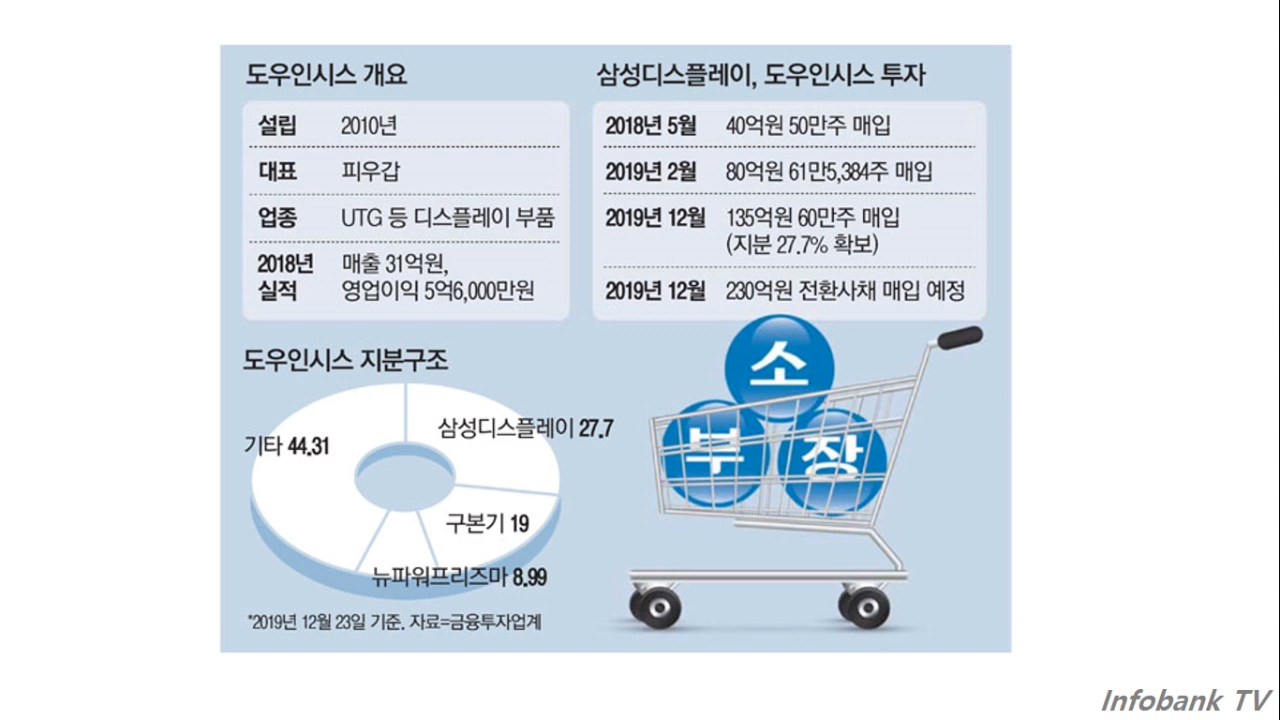 도우인시스 개요
설립 2010년
대표 피우갑
업종 UTG 등 디스플레이 부품
2018년 매출 31억원,
실적 영업이익 5억6,000만원
삼성디스플레이, 도우인시스 투자
2018년 5월 40억원 50만주 매입
2019년 2월 80억원 61만5,384주 매입
2019년 12월 135억원 60만주 매입
(지분 27.7% 확보)
2019년 12월 230억원 전환사채 매입 예정
도우인시스 지분구조
삼성디스플레이 27.7
기타 44.31
구본기 19
뉴파워프리즈마 8.99
*2019년 12월 23일 기준. 자료=금융투자업계
소
부 장
Infobank TV